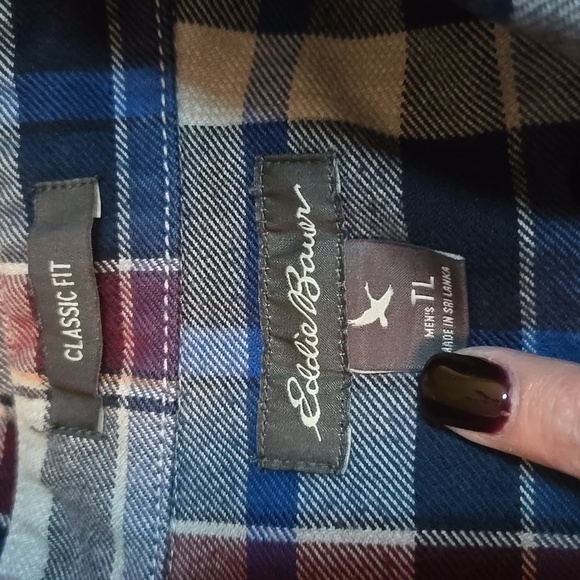 CLASSIC FIT
Eddie Bauer
MEN'S TL
MADE IN SRI LANKA